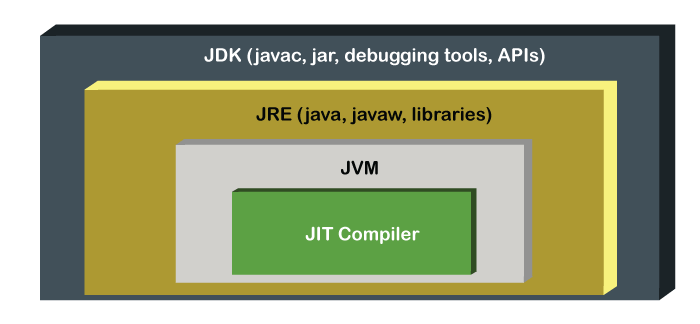 JDK (javac, jar, debugging tools, APIs)
JRE (java, javaw, libraries)
JVM
JIT Compiler